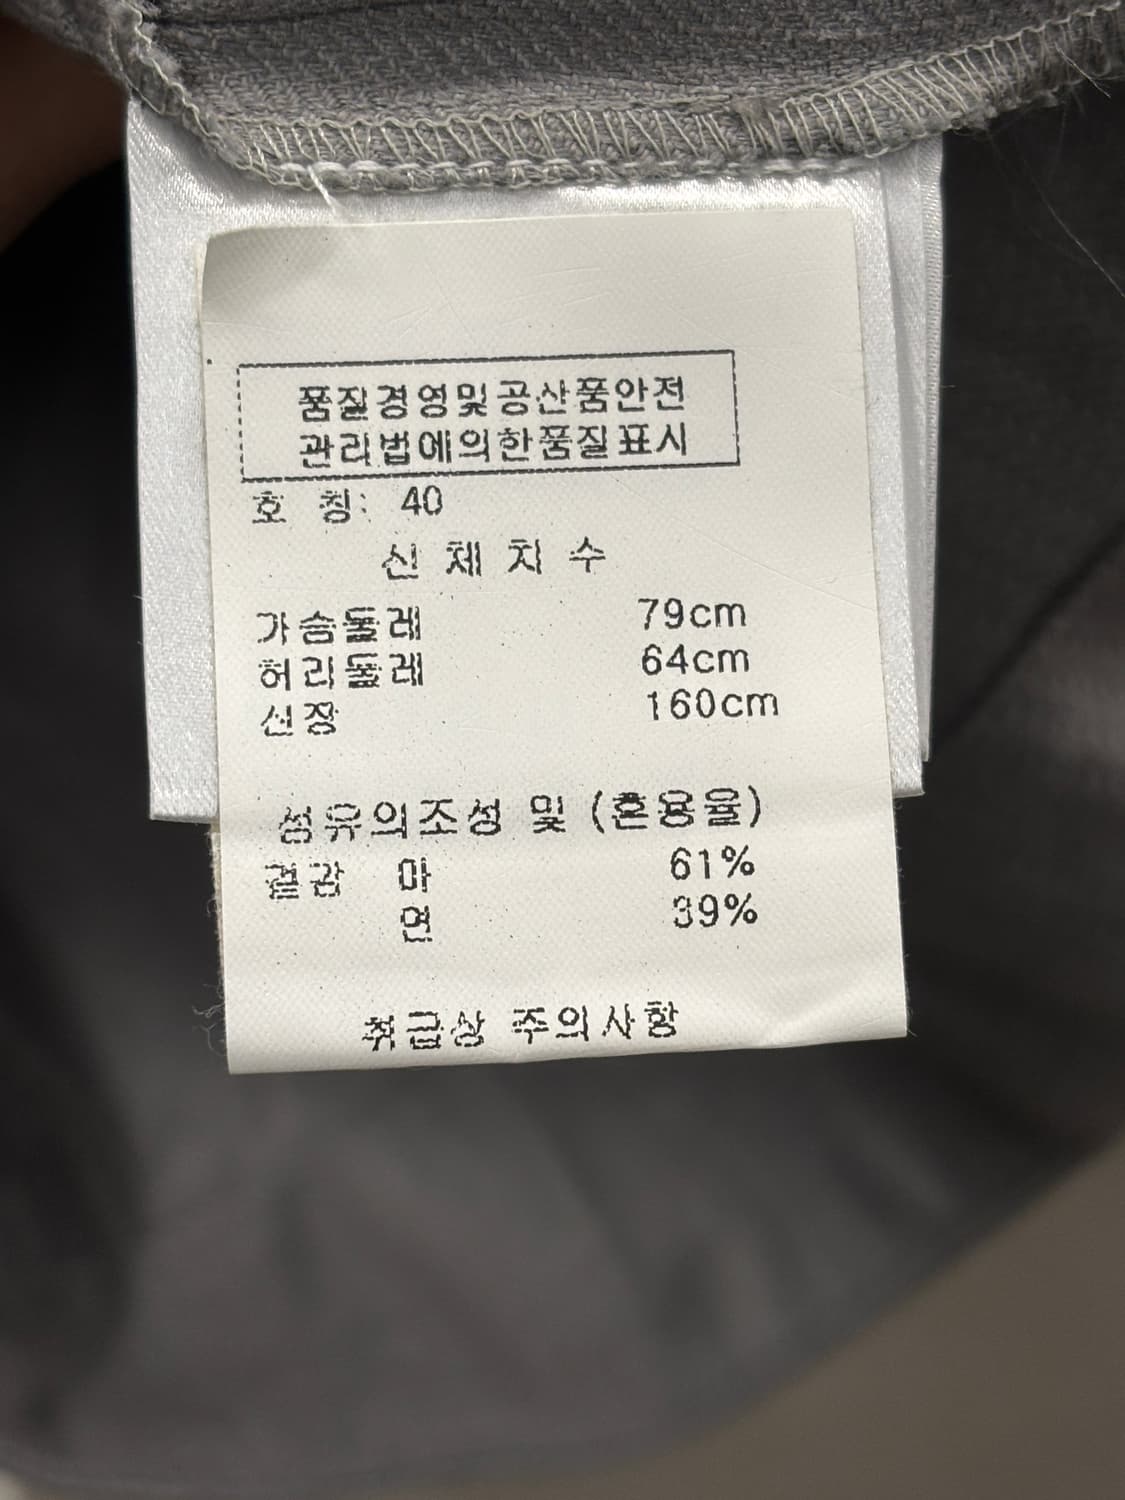 품질경영및공산품안전
관리법에의한품질표시
호 칭: 40
신 체 치 수
가슴둘레 79cm
허리둘레 64cm
신장 160cm
섬유의조성 및 (혼용율)
겉감 마 61%
면 39%
취급상 주의사항